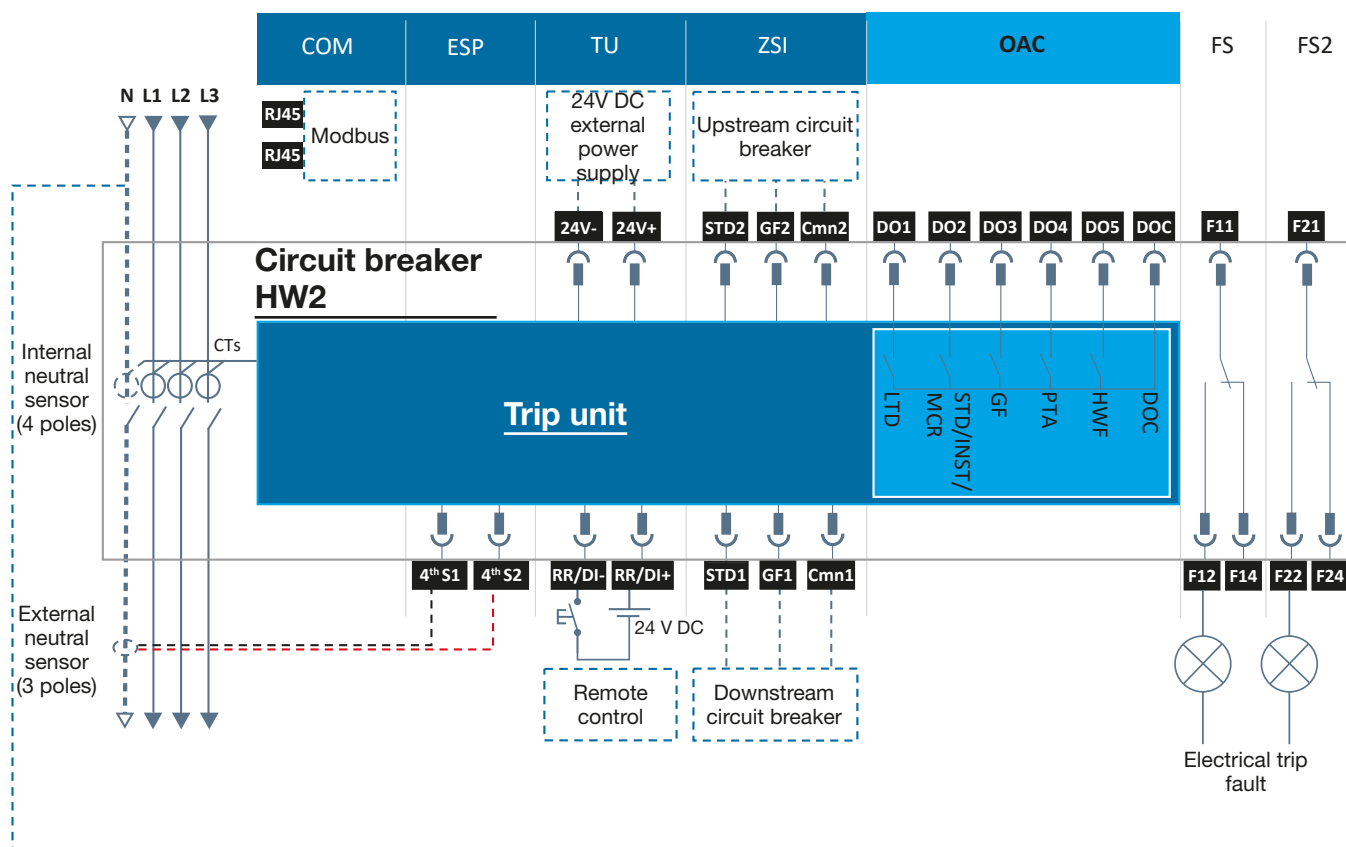 COM
ESP
TU
ZSI
OAC
FS
FS2
N L1 L2 L3
RJ45
RJ45
Modbus
24V DC
external
power
supply
Upstream circuit
breaker
24V-
24V+
STD2
GF2
Cmn2
DO1
DO2
DO3
DO4
DO5
DOC
F11
F21
Circuit breaker
HW2
CTs
Internal
neutral
sensor
(4 poles)
Trip unit
LTD
STD/INST/
MCR
GF
PTA
HWF
DOC
4th S1
4th S2
RR/DI-
RR/DI+
STD1
GF1
Cmn1
F12
F14
F22
F24
External
neutral
sensor
(3 poles)
24 V DC
Remote
control
Downstream
circuit breaker
Electrical trip
fault